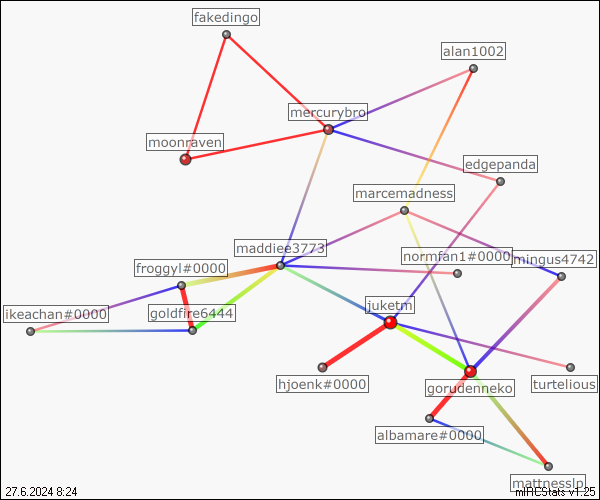 fakedingo
alan1002
mercurybro
moonraven
edgepanda
marcemadness
maddiee3773
normfan1#0000
mingus4742
froggyl#0000
ikeachan#0000
goldfire6444
juketm
hjoenk#0000
gorudenneko
turtelious
albamare#0000
mattnesslp
27.6.2024 8:24
mIRCStats v1.25